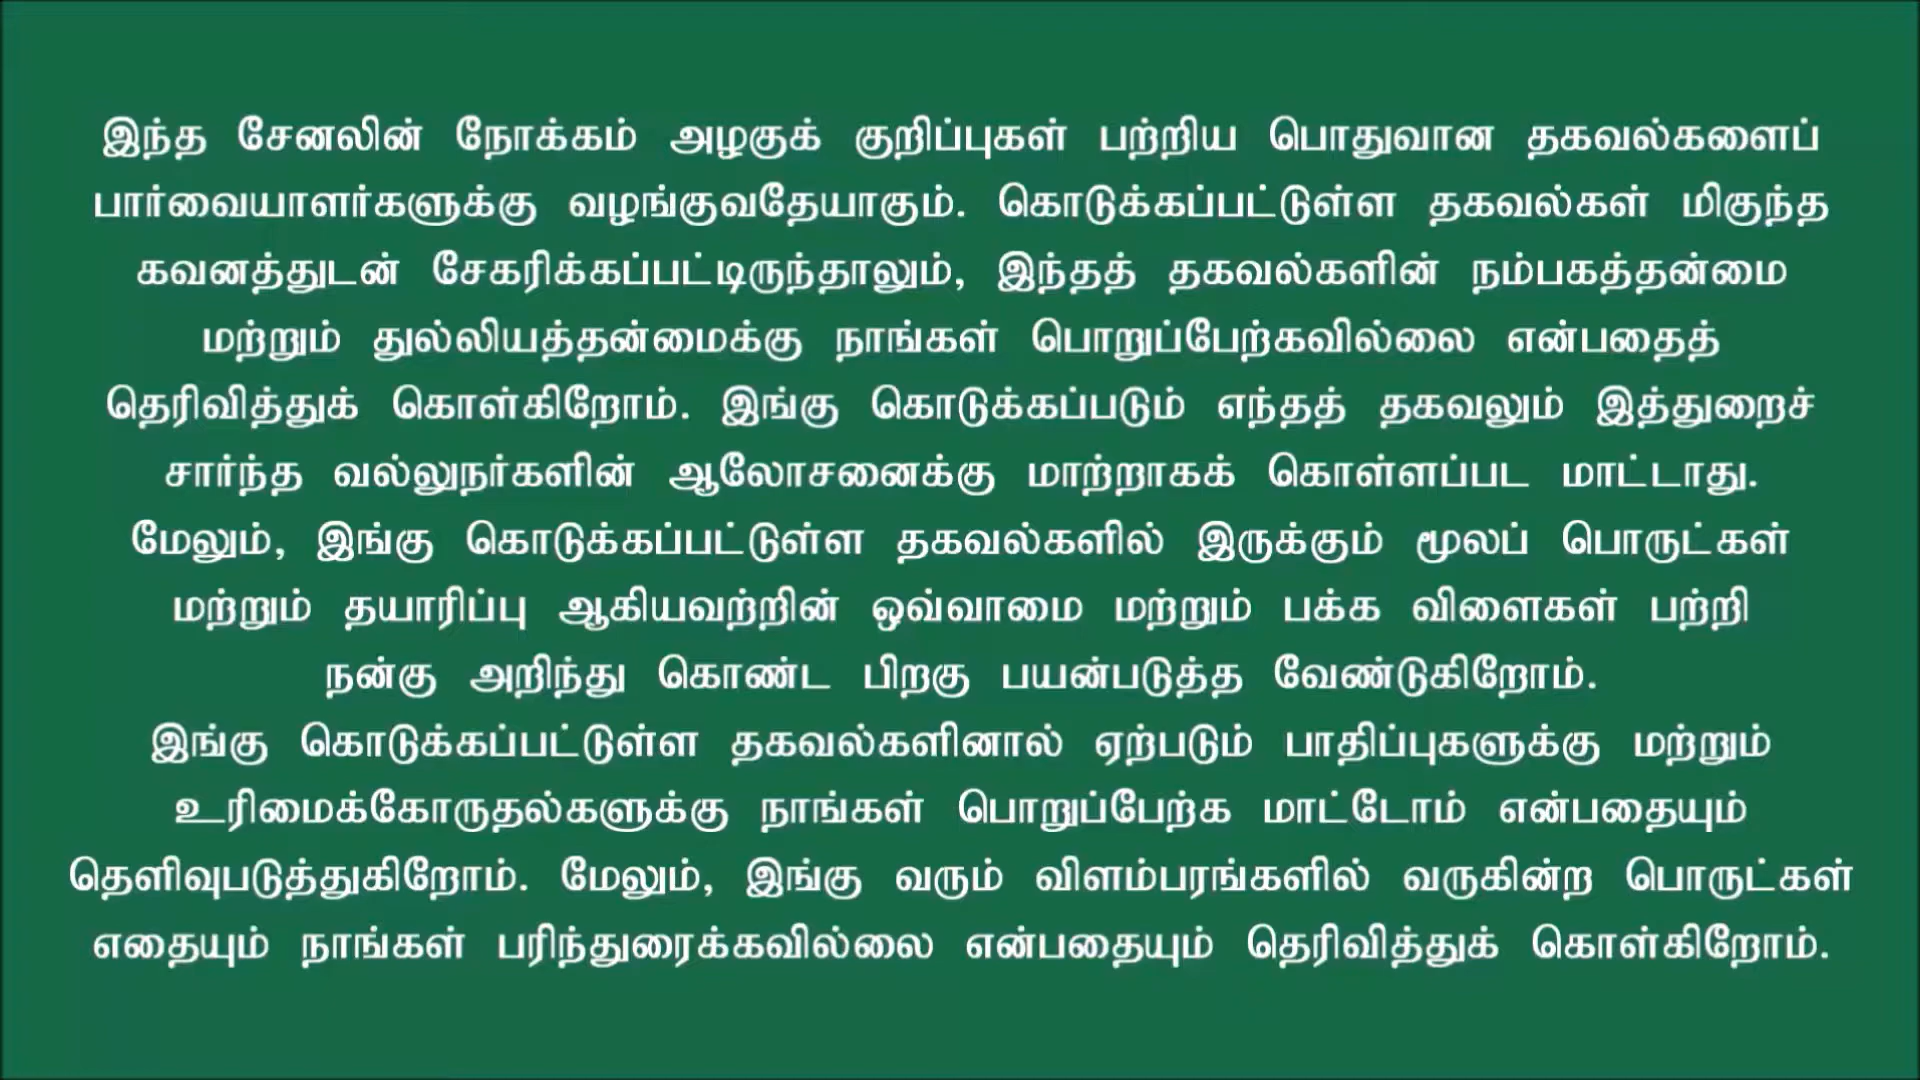 இந்த சேனலின் நோக்கம் அழகுக் குறிப்புகள் பற்றிய பொதுவான தகவல்களைப்
பார்வையாளர்களுக்கு வழங்குவதேயாகும். கொடுக்கப்பட்டுள்ள தகவல்கள் மிகுந்த
கவனத்துடன் சேகரிக்கப்பட்டிருந்தாலும், இந்தத் தகவல்களின் நம்பகத்தன்மை
மற்றும் துல்லியத்தன்மைக்கு நாங்கள் பொறுப்பேற்கவில்லை என்பதைத்
தெரிவித்துக் கொள்கிறோம். இங்கு கொடுக்கப்படும் எந்தத் தகவலும் இத்துறைச்
சார்ந்த வல்லுநர்களின் ஆலோசனைக்கு மாற்றாகக் கொள்ளப்பட மாட்டாது.
மேலும், இங்கு கொடுக்கப்பட்டுள்ள தகவல்களில் இருக்கும் மூலப் பொருட்கள்
மற்றும் தயாரிப்பு ஆகியவற்றின் ஒவ்வாமை மற்றும் பக்க விளைகள் பற்றி
நன்கு அறிந்து கொண்ட பிறகு பயன்படுத்த வேண்டுகிறோம்.
இங்கு கொடுக்கப்பட்டுள்ள தகவல்களினால் ஏற்படும் பாதிப்புகளுக்கு மற்றும்
உரிமைக்கோருதல்களுக்கு நாங்கள் பொறுப்பேற்க மாட்டோம் என்பதையும்
தெளிவுபடுத்துகிறோம். மேலும், இங்கு வரும் விளம்பரங்களில் வருகின்ற பொருட்கள்
எதையும் நாங்கள் பரிந்துரைக்கவில்லை என்பதையும் தெரிவித்துக் கொள்கிறோம்.